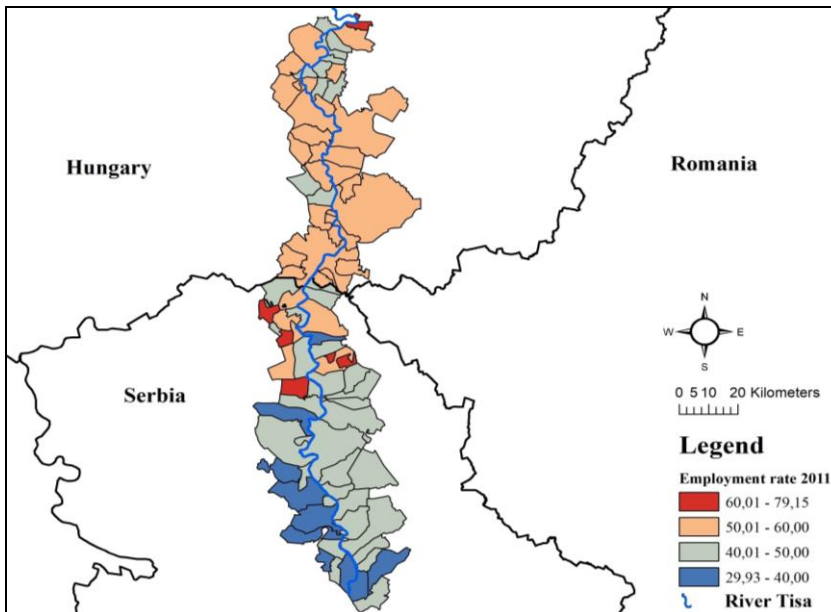 Hungary
Romania
Serbia
N
W E
S
0 5 10 20 Kilometers
Legend
Employment rate 2011
60,01 - 79,15
50,01 - 60,00
40,01 - 50,00
29,93 - 40,00
River Tisa